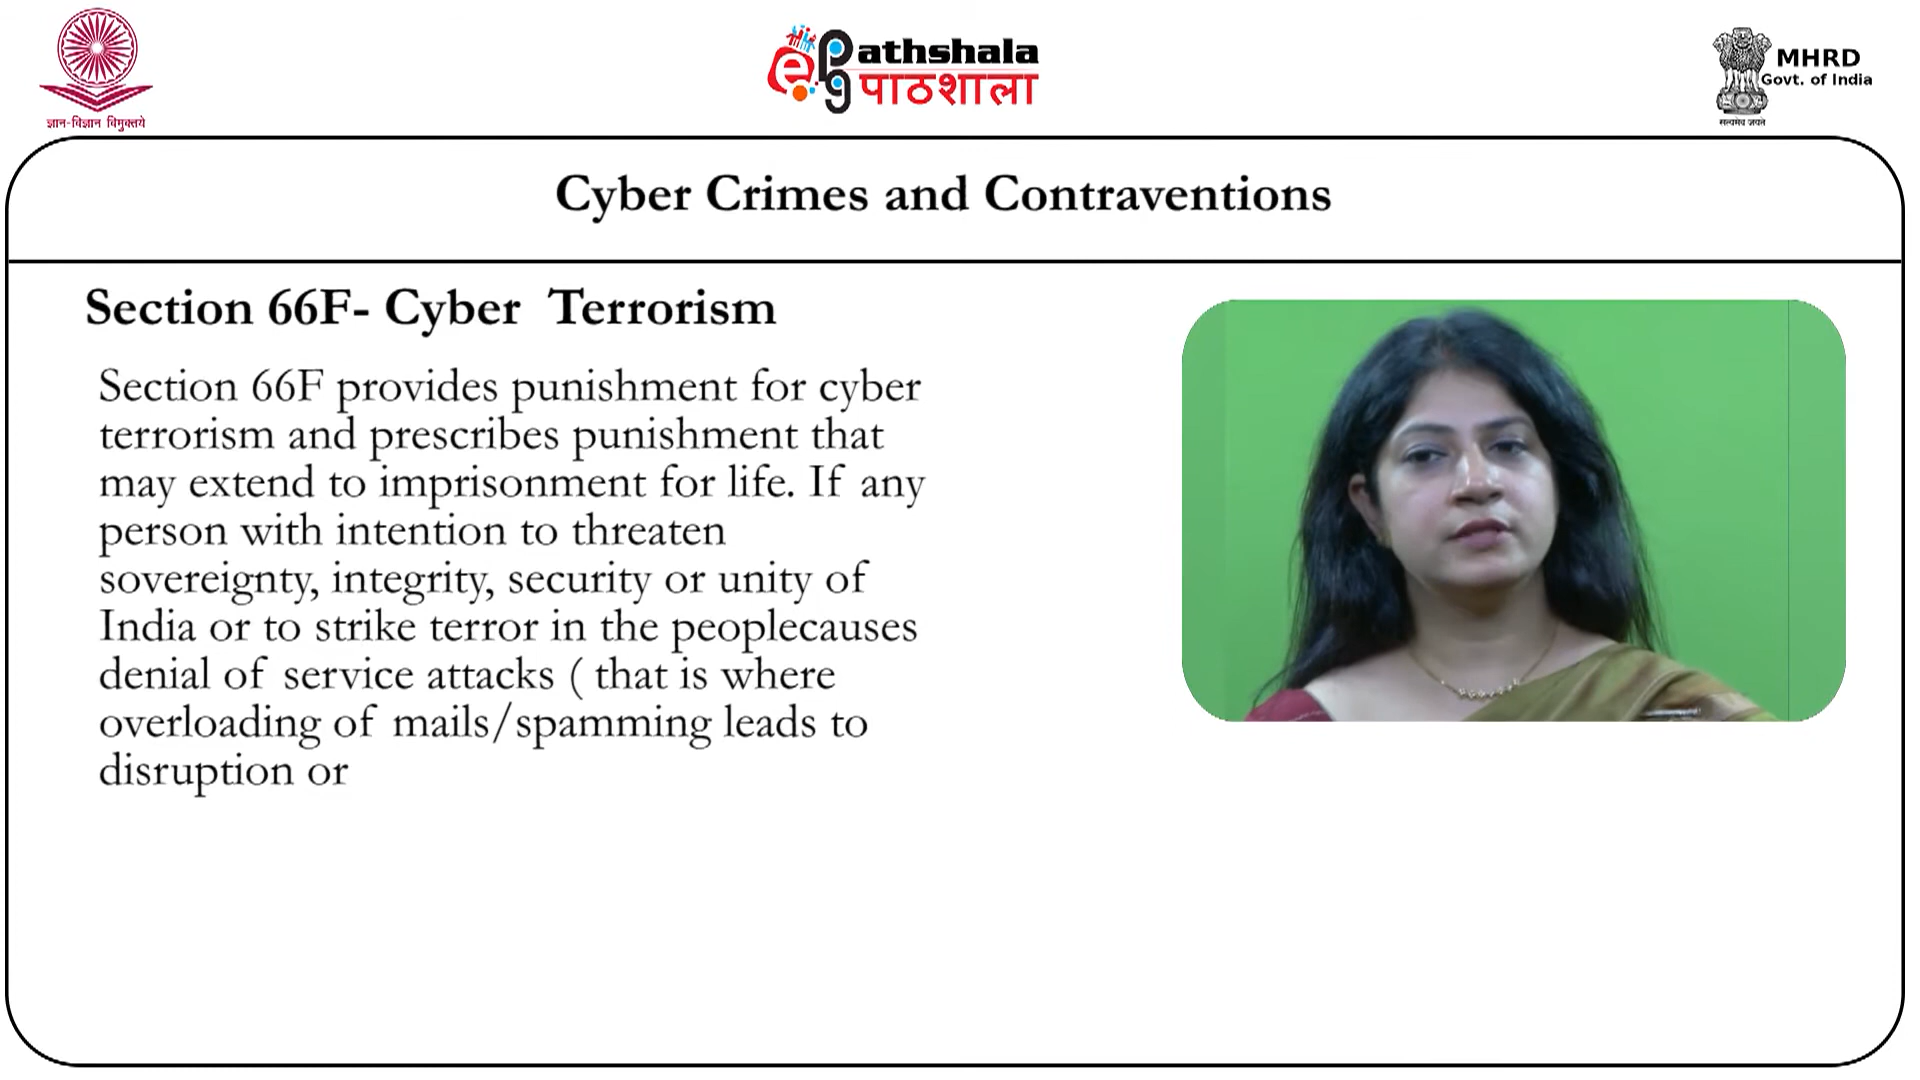 ज्ञान-विज्ञान विमुक्तये
e pg Pathshala
पाठशाला
MHRD
Govt. of India
सत्यमेव जयते
Cyber Crimes and Contraventions
Section 66F- Cyber Terrorism
Section 66F provides punishment for cyber
terrorism and prescribes punishment that
may extend to imprisonment for life. If any
person with intention to threaten
sovereignty, integrity, security or unity of
India or to strike terror in the peoplecauses
denial of service attacks ( that is where
overloading of mails/spamming leads to
disruption or